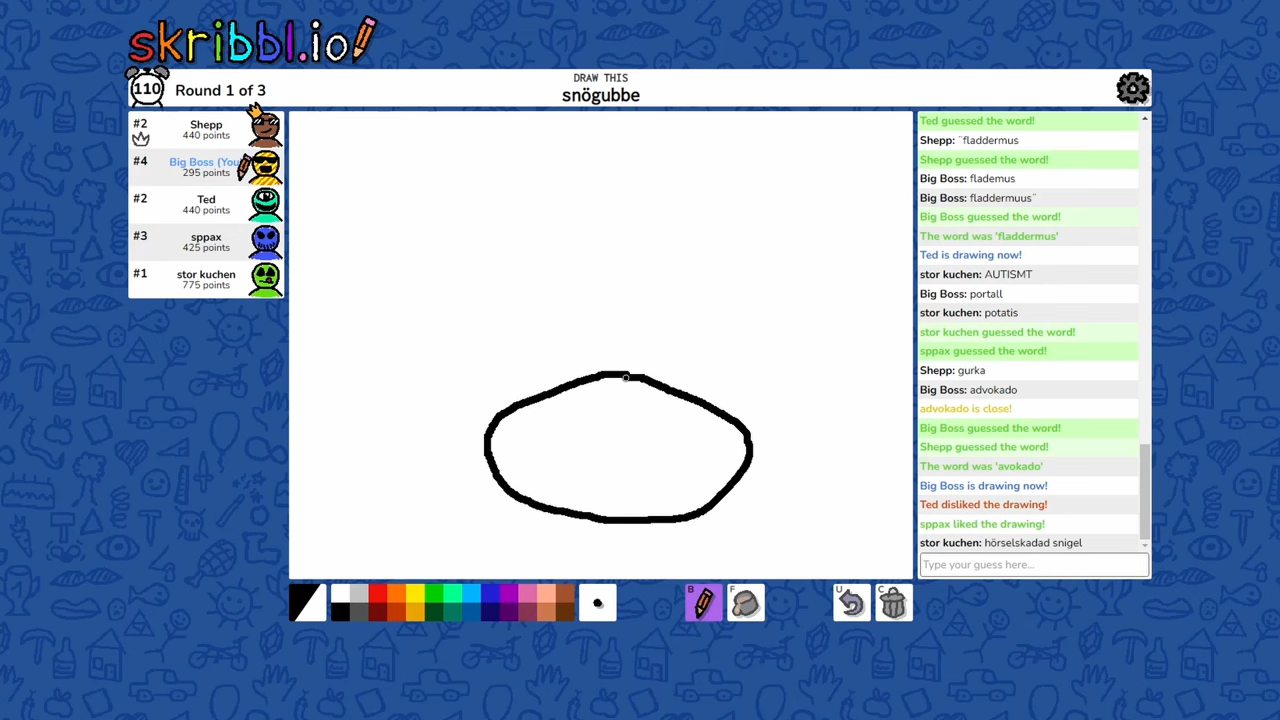 skribbl.io
110
Round 1 of 3
DRAW THIS
snögubbe
#2
Shepp
440 points
#4
Big Boss (You
295 points
#2
Ted
440 points
#3
sppax
425 points
#1
stor kuchen
775 points
Ted guessed the word!
Shepp: ¨fladdermus
Shepp guessed the word!
Big Boss: flademus
Big Boss: fladdermuus¨
Big Boss guessed the word!
The word was 'fladdermus'
Ted is drawing now!
stor kuchen: AUTISMT
Big Boss: portall
stor kuchen: potatis
stor kuchen guessed the word!
sppax guessed the word!
Shepp: gurka
Big Boss: advokado
advokado is close!
Big Boss guessed the word!
Shepp guessed the word!
The word was 'avokado'
Big Boss is drawing now!
Ted disliked the drawing!
sppax liked the drawing!
stor kuchen: hörselskadad snigel
Type your guess here...
B
F
U
C